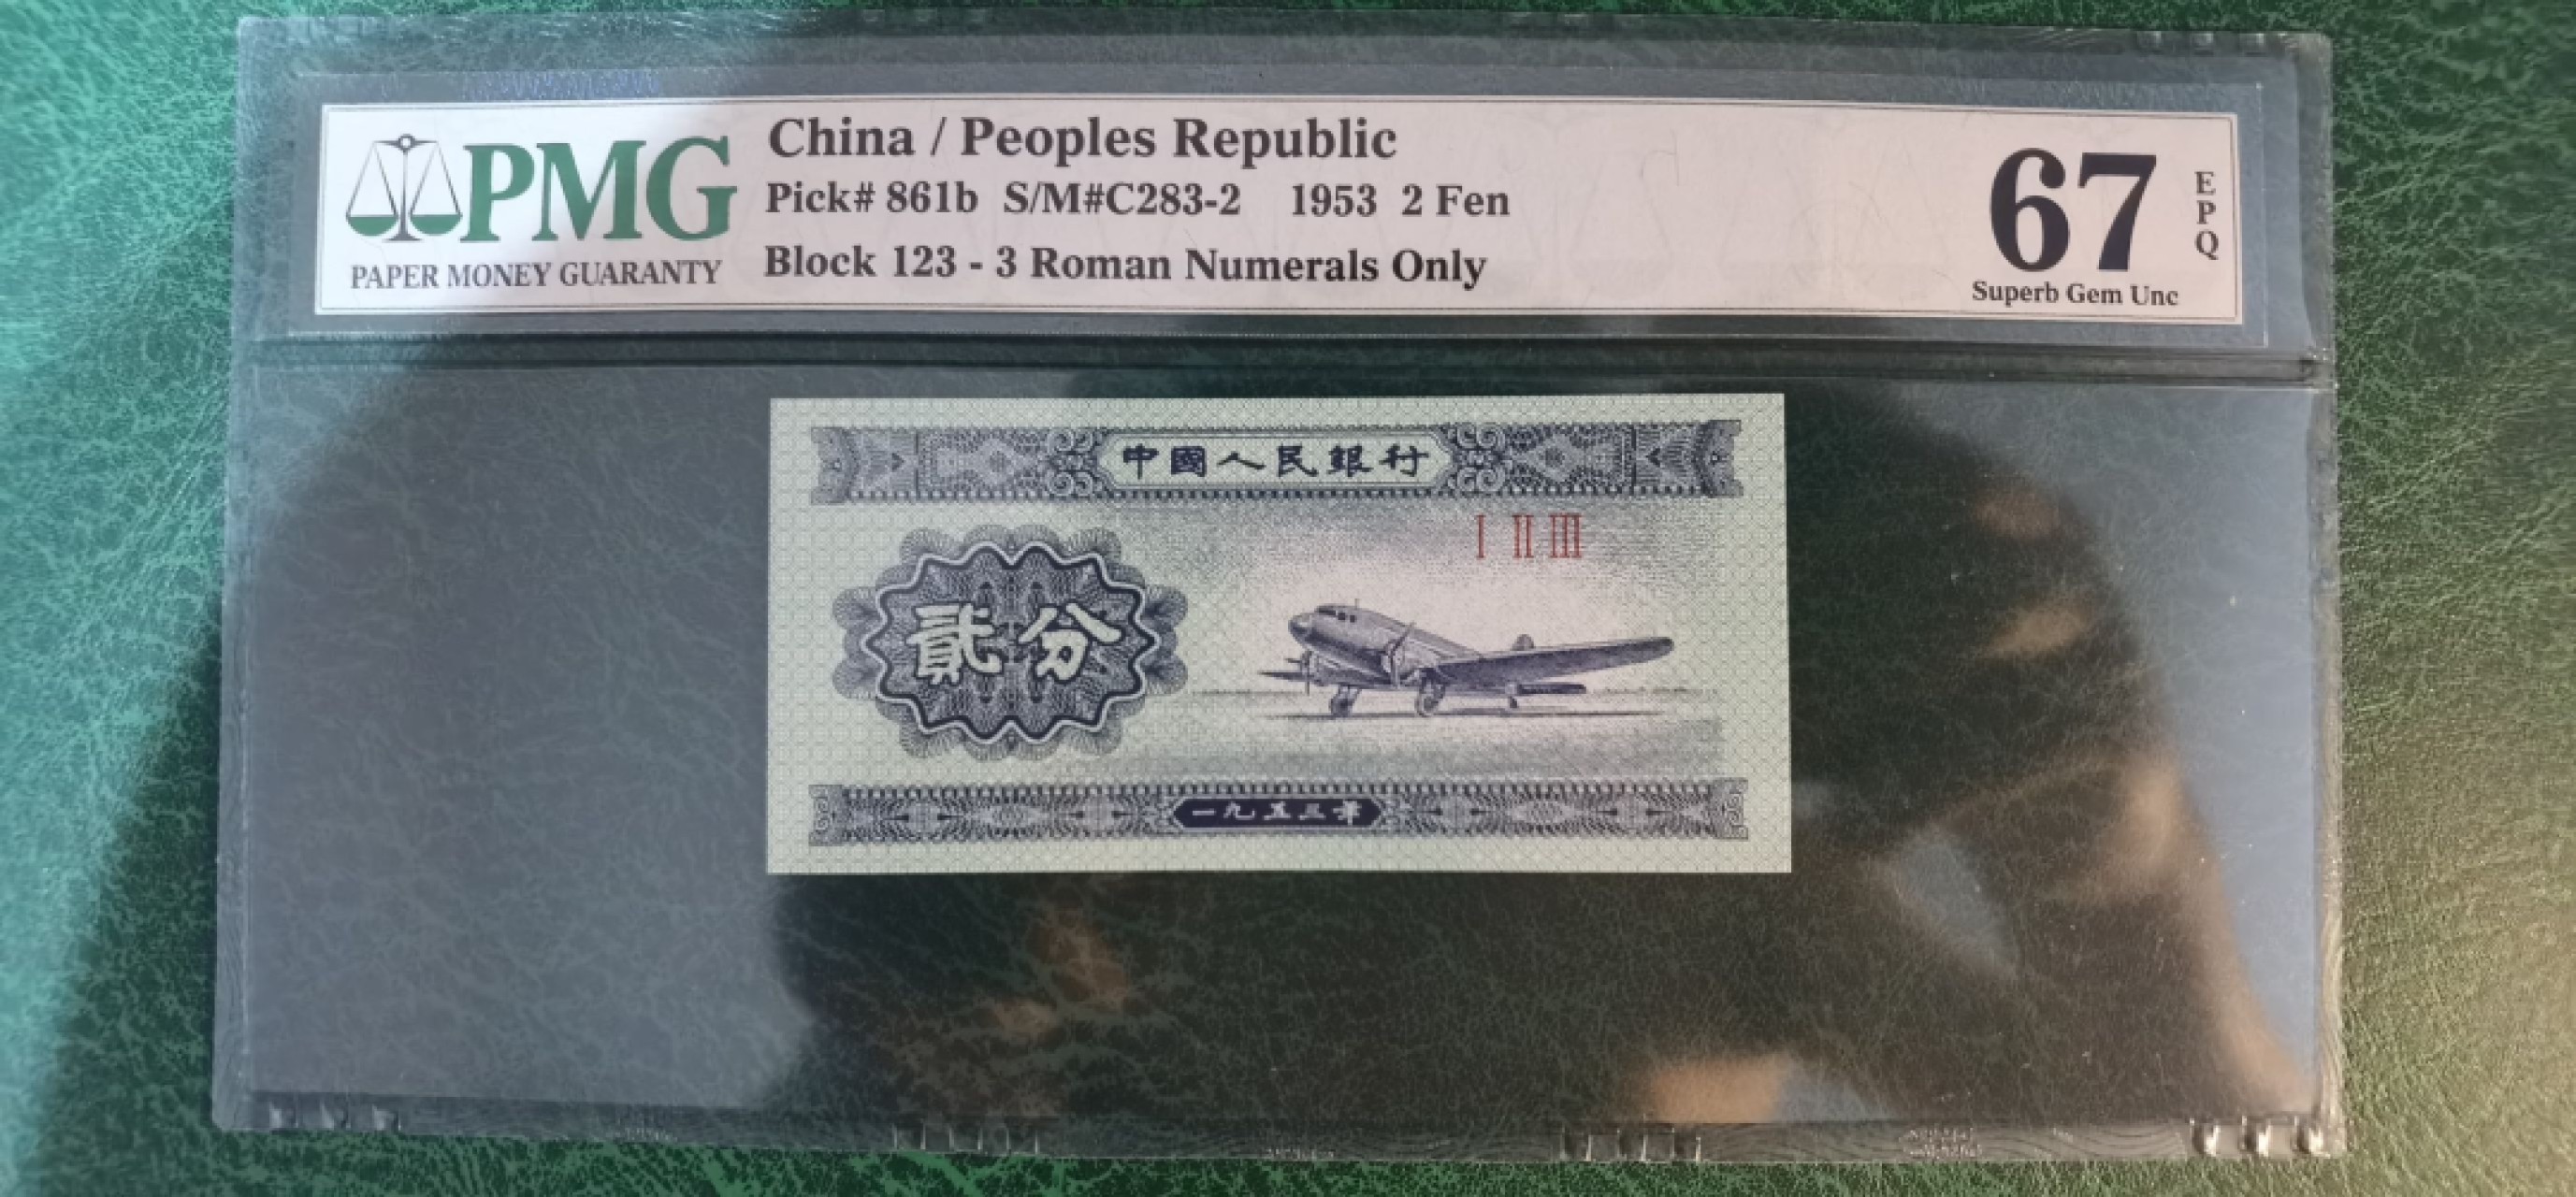 PMG
PAPER MONEY GUARANTY
China / Peoples Republic
Pick# 861b S/M#C283-2 1953 2 Fen
Block 123 - 3 Roman Numerals Only
67
EPQ
Superb Gem Unc
中國人民銀行
I II III
貳分
一九五三年